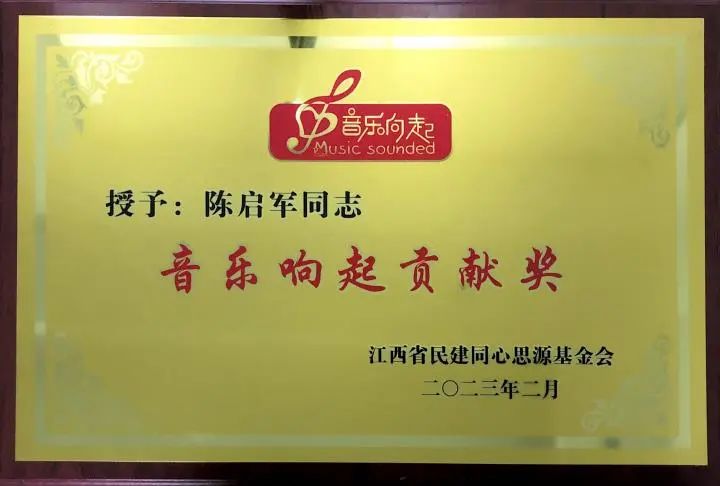 音乐响起
Music sounded
授予：陈启军同志
音乐响起贡献奖
江西省民建同心思源基金会
二〇二三年二月